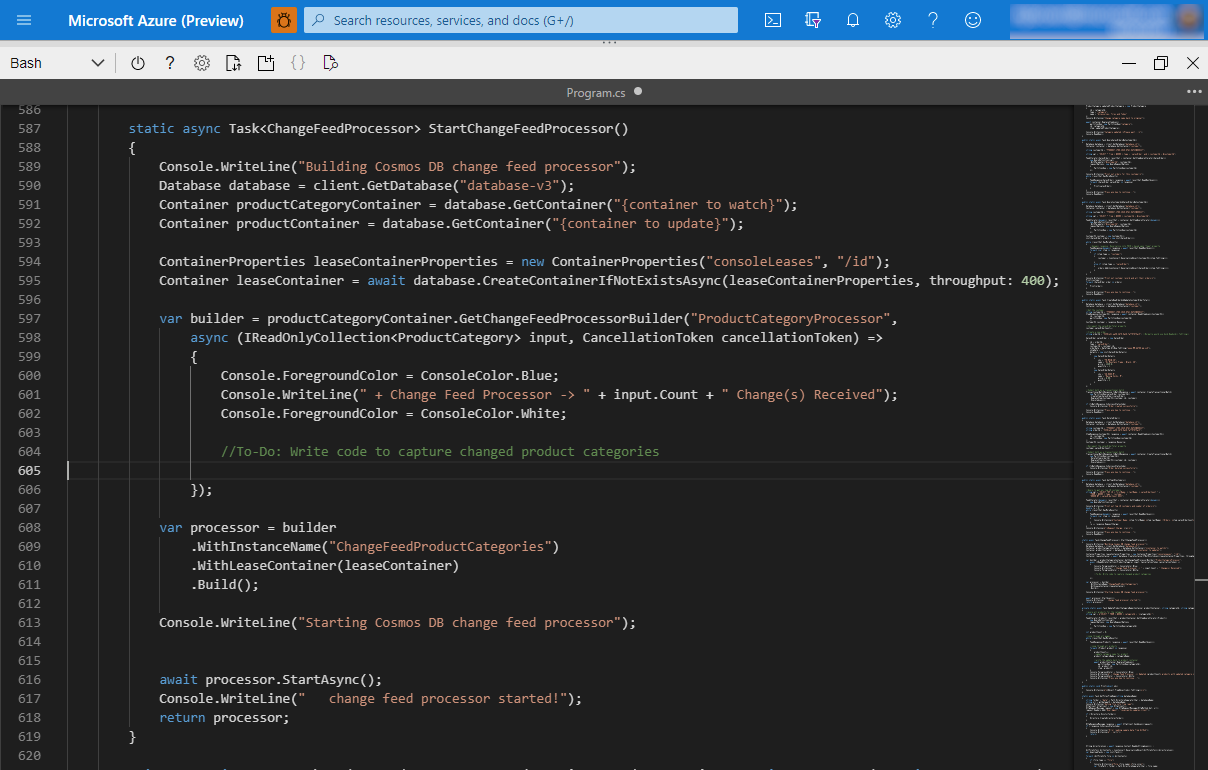 Microsoft Azure (Preview)
Search resources, services, and docs (G+/)
Bash
Program.cs
586
587 static async Task<ChangeFeedProcessor> StartChangeFeedProcessor()
588 {
589 Console.WriteLine("Building Cosmos DB change feed processor");
590 Database database = client.GetDatabase("database-v3");
591 Container productCategoryContainer = database.GetContainer("{container to watch}");
592 Container productContainer = database.GetContainer("{container to update}");
593
594 ContainerProperties leaseContainerProperties = new ContainerProperties("consoleLeases", "/id");
595 Container leaseContainer = await database.CreateContainerIfNotExistsAsync(leaseContainerProperties, throughput: 400);
596
597 var builder = productCategoryContainer.GetChangeFeedProcessorBuilder("productCategoryProcessor",
598 async (IReadOnlyCollection<ProductCategory> input, CancellationToken cancellationToken) =>
599 {
600 Console.ForegroundColor = ConsoleColor.Blue;
601 Console.WriteLine(" Change Feed Processor: " + input.Count + " Change(s) Received");
602 Console.ForegroundColor = ConsoleColor.White;
603
604 //To-Do: Write code to process change product categories
605
606 });
607
608 var processor = builder
609 .WithInstanceName("ChangeFeedProductCategories")
610 .WithLeaseContainer(leaseContainer)
611 .Build();
612
613 Console.WriteLine("Starting Cosmos DB change feed processor");
614
615
616 await processor.StartAsync();
617 Console.WriteLine("... change feed processor started");
618 return processor;
619 }
620